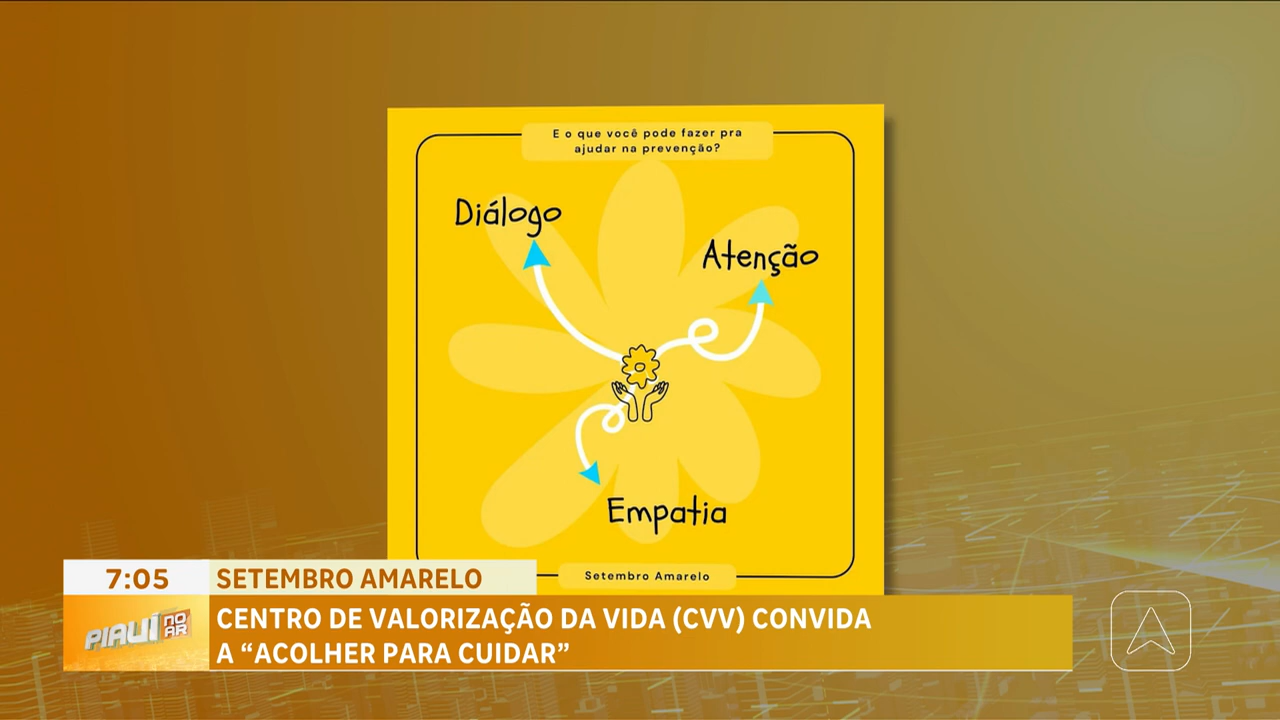 E o que você pode fazer pra
ajudar na prevenção?
Diálogo
Atenção
Empatia
Setembro Amarelo
7:05
SETEMBRO AMARELO
PIAUÍ NO AR
CENTRO DE VALORIZAÇÃO DA VIDA (CVV) CONVIDA
A “ACOLHER PARA CUIDAR”